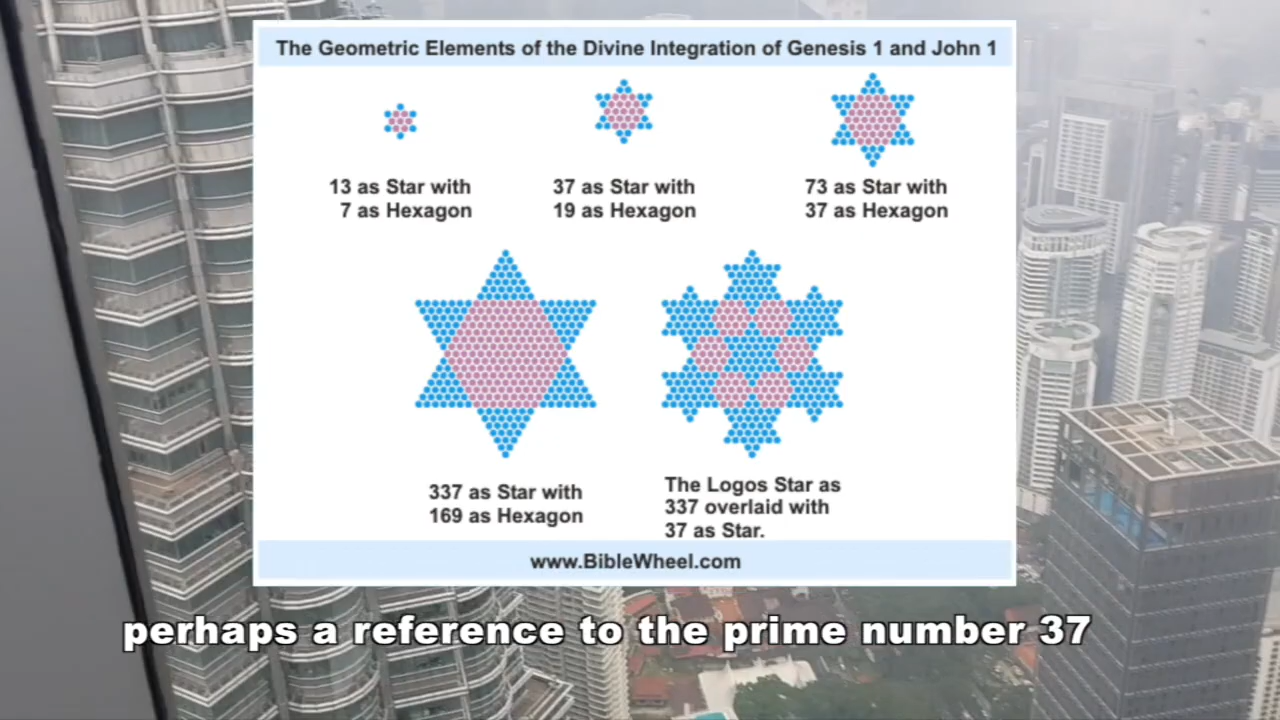 The Geometric Elements of the Divine Integration of Genesis 1 and John 1
13 as Star with
7 as Hexagon
37 as Star with
19 as Hexagon
73 as Star with
37 as Hexagon
337 as Star with
169 as Hexagon
The Logos Star as
337 overlaid with
37 as Star.
www.BibleWheel.com
perhaps a reference to the prime number 37